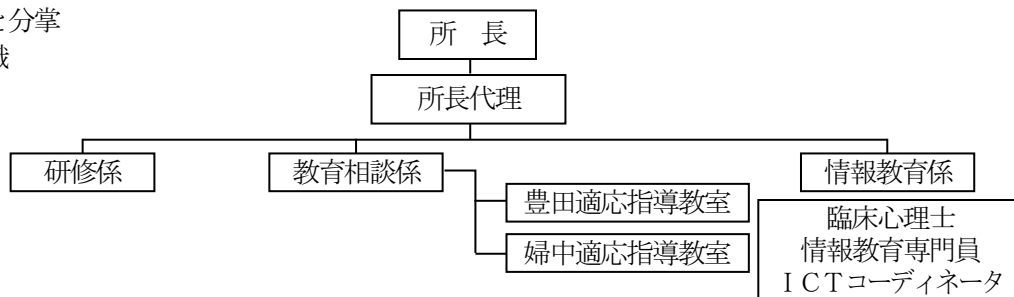 と分掌
所　長
所長代理
研修係
教育相談係
情報教育係
豊田適応指導教室
婦中適応指導教室
臨床心理士
情報教育専門員
ＩＣＴコーディネータ